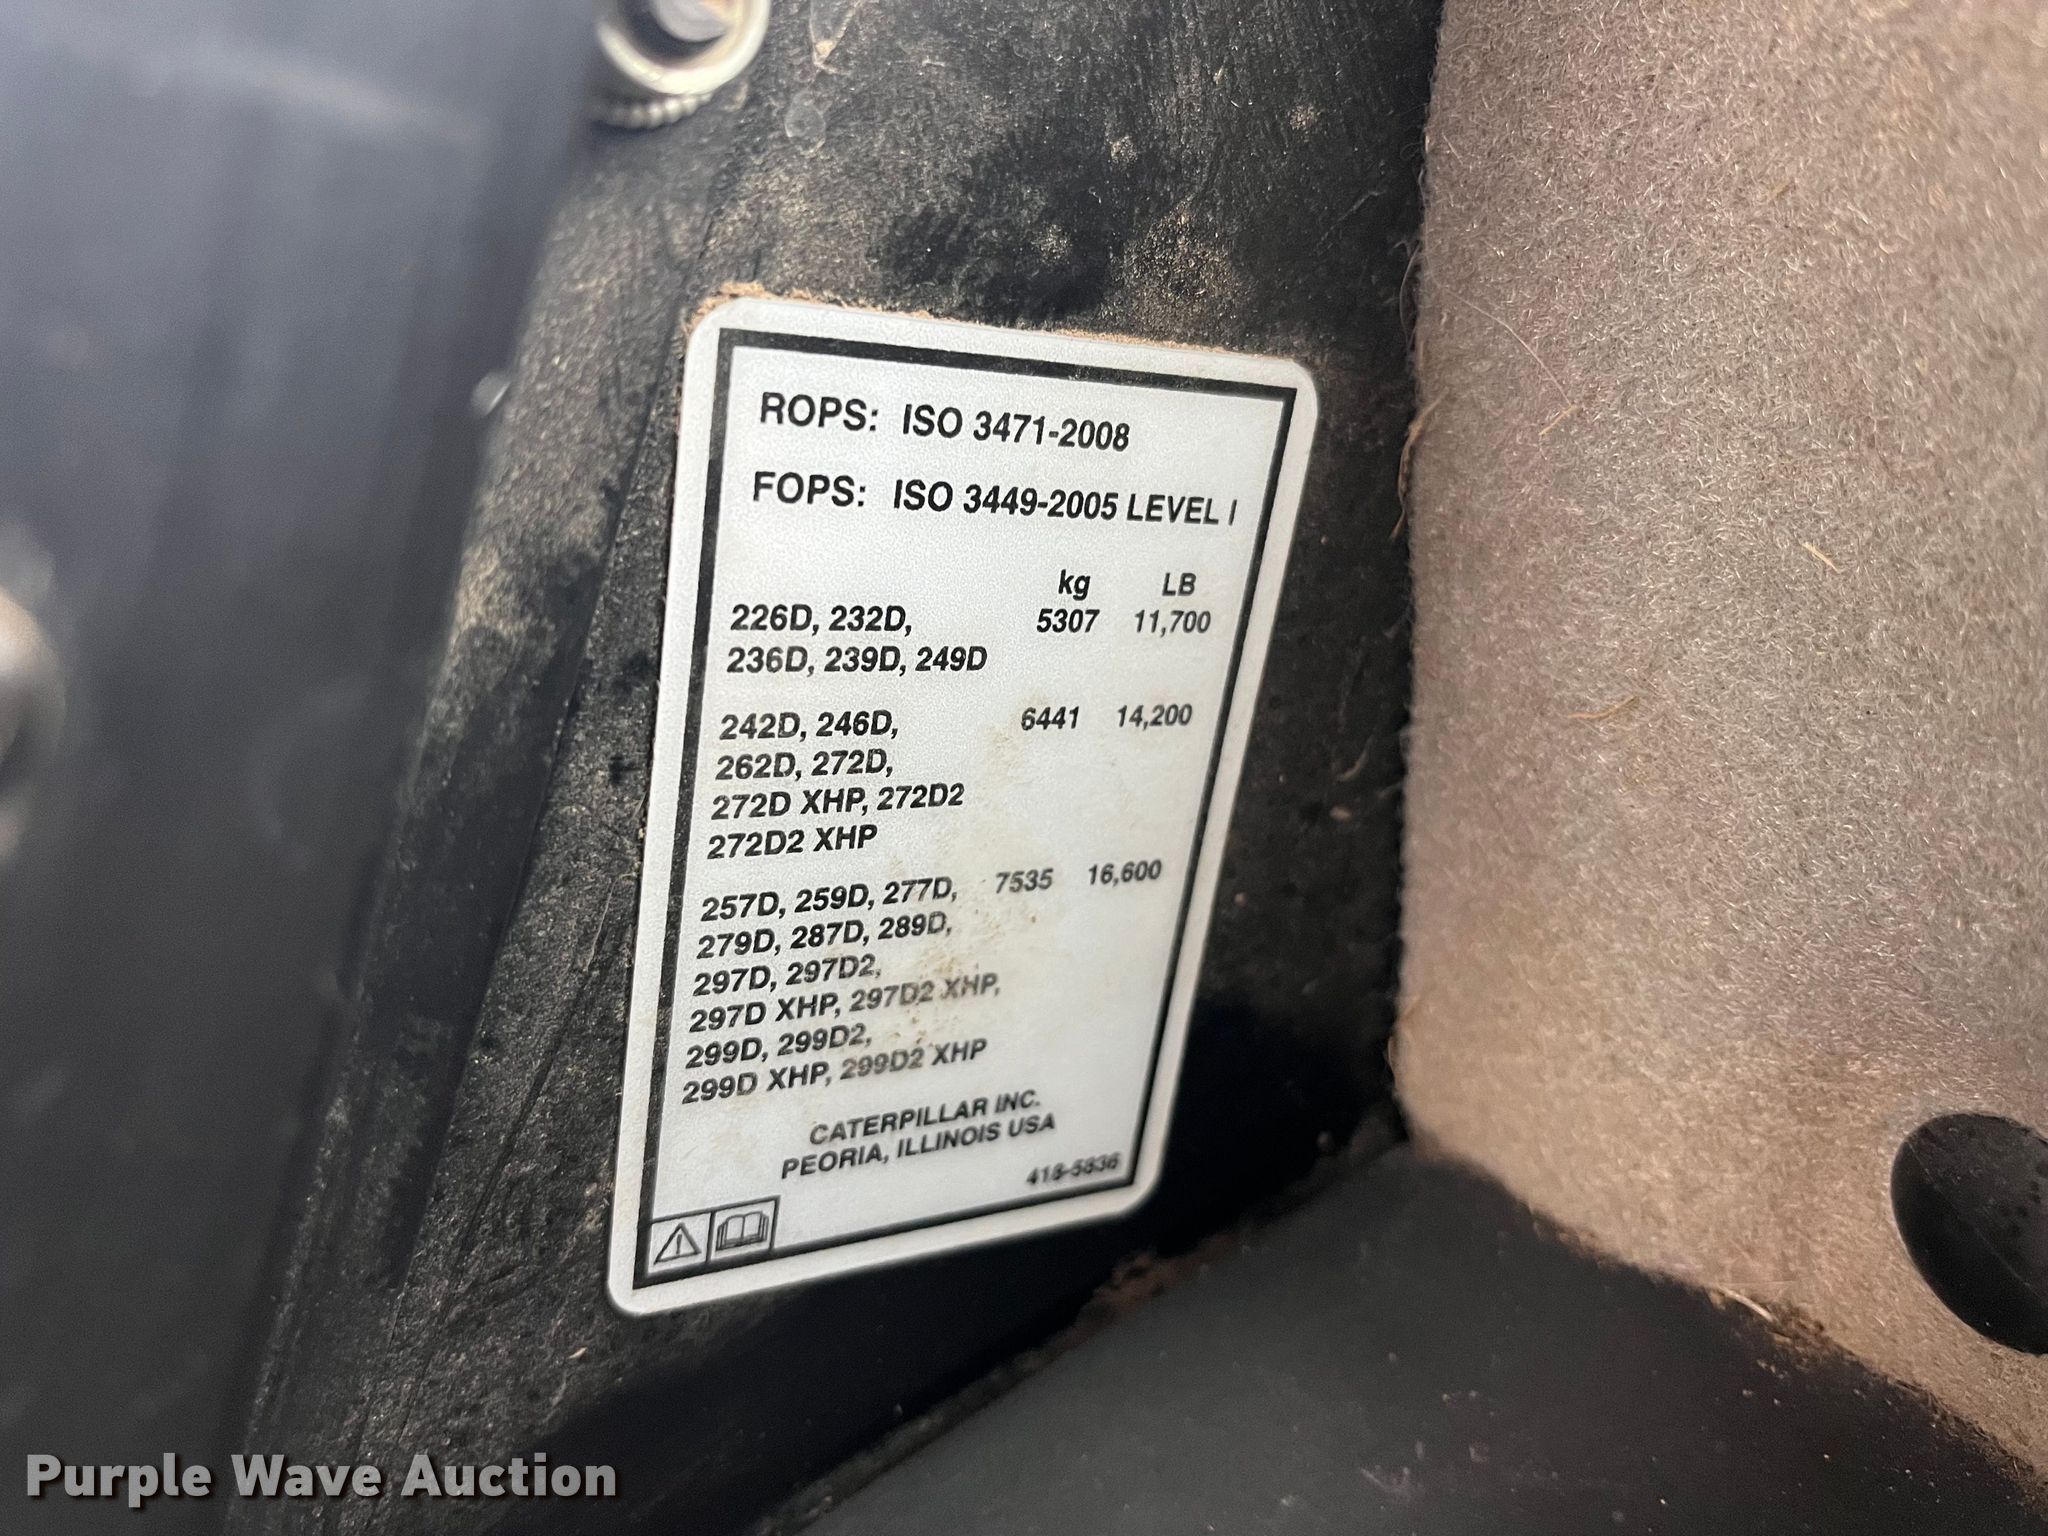 ROPS: ISO 3471-2008
FOPS: ISO 3449-2005 LEVEL I
kg LB
226D, 232D, 5307 11,700
236D, 239D, 249D
242D, 246D, 6441 14,200
262D, 272D,
272D XHP, 272D2
272D2 XHP
257D, 259D, 277D, 7535 16,600
279D, 287D, 289D,
297D, 297D2,
297D XHP, 297D2 XHP,
299D, 299D2,
299D XHP, 299D2 XHP
CATERPILLAR INC.
PEORIA, ILLINOIS USA
418-5836
Purple Wave Auction